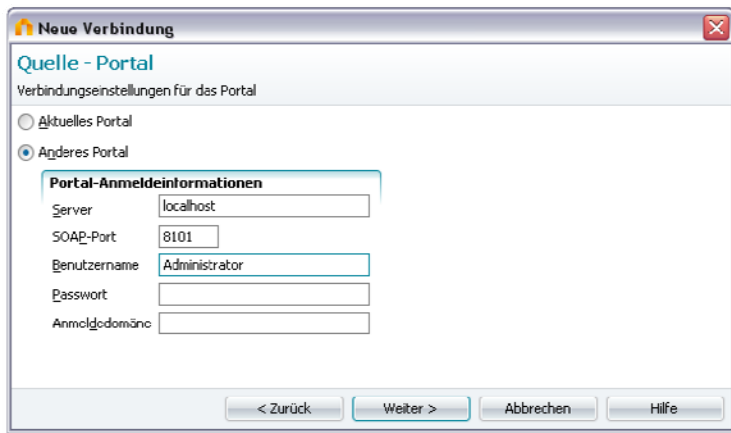 Neue Verbindung
Quelle - Portal
Verbindungseinstellungen für das Portal
Aktuelles Portal
Anderes Portal
Portal-Anmeldeinformationen
Server localhost
SOAP-Port 8101
Benutzername Administrator
Passwort
Anmeldedomäne
< Zurück Weiter > Abbrechen Hilfe